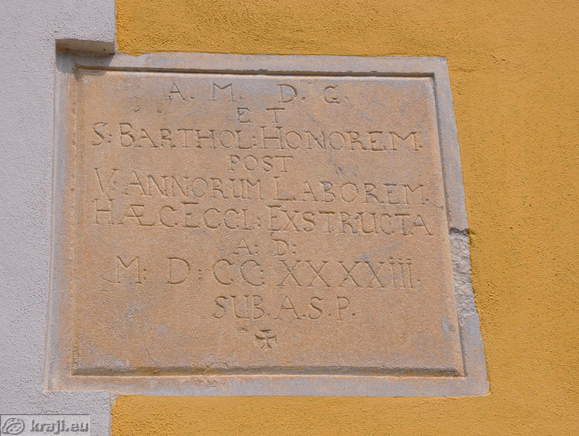 A. M. D. G.
ET
S: BARTHOL: HONOREM.
POST
V. ANNORUM LABOREM.
HÆC. ECCL: EXSTRUCTA
A: D:
M: D: CC: XXXXIII.
SUB. A.S.P.
kraji.eu